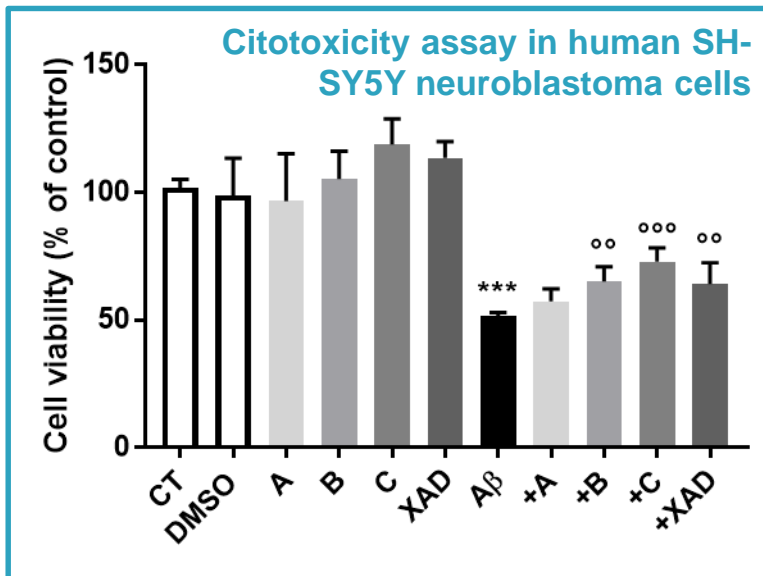 Citotoxicity assay in human SH-
SY5Y neuroblastoma cells
Cell viability (% of control)
150
100
50
0
***
°°
°°°
°°
CT
DMSO
A
B
C
XAD
Aβ
+A
+B
+C
+XAD